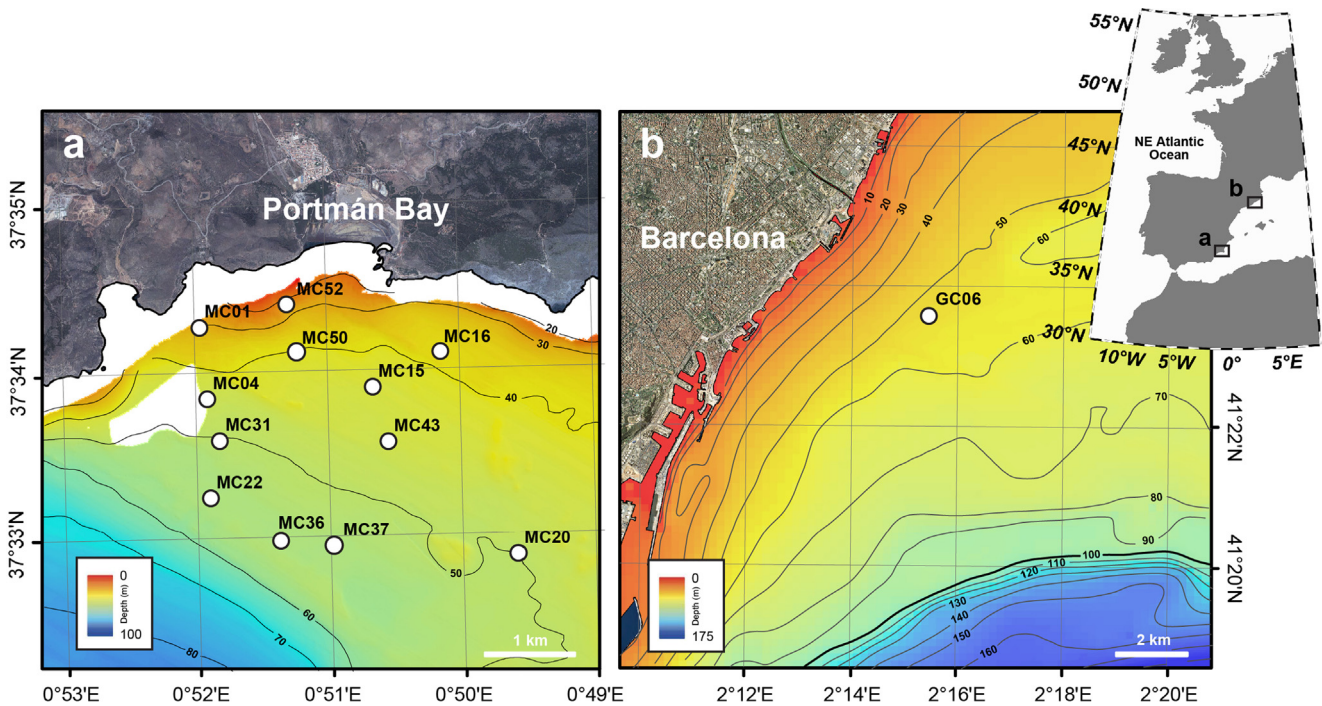 a
Portmán Bay
MC01
MC52
MC50
MC16
MC15
MC04
MC31
MC43
MC22
MC36
MC37
MC20
20
30
40
50
60
70
80
0
Depth (m)
100
1 km
37°35'N
37°34'N
37°33'N
0°53'E
0°52'E
0°51'E
0°50'E
0°49'E
b
Barcelona
GC06
10
20
30
40
50
60
60
70
80
90
100
110
120
130
140
150
160
0
Depth (m)
175
2 km
2°12'E
2°14'E
2°16'E
2°18'E
2°20'E
41°22'N
41°20'N
55°N
50°N
45°N
40°N
35°N
30°N
10°W
5°W
0°
5°E
NE Atlantic
Ocean
b
a